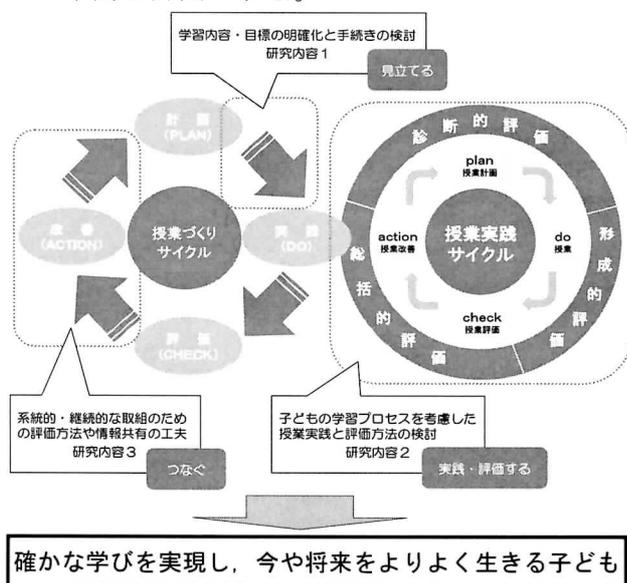 学習内容・目標の明確化と手続きの検討
研究内容1
見立てる
計画
(PLAN)
診断的評価
plan
授業計画
改善
(ACTION)
授業づくり
サイクル
実践
(DO)
action
授業改善
授業実践
サイクル
do
授業
形成的評価
総括的評価
check
授業評価
評価
(CHECK)
系統的・継続的な取組のため
の評価方法や情報共有の工夫
研究内容3
つなぐ
子どもの学習プロセスを考慮した
授業実践と評価方法の検討
研究内容2
実践・評価する
確かな学びを実現し，今や将来をよりよく生きる子ども